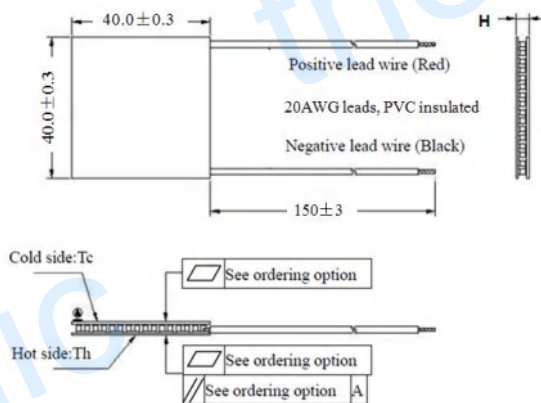 40.0±0.3
H
40.0±0.3
Positive lead wire (Red)
20AWG leads, PVC insulated
Negative lead wire (Black)
150±3
Cold side:Tc
See ordering option
A
Hot side:Th
See ordering option
See ordering option A